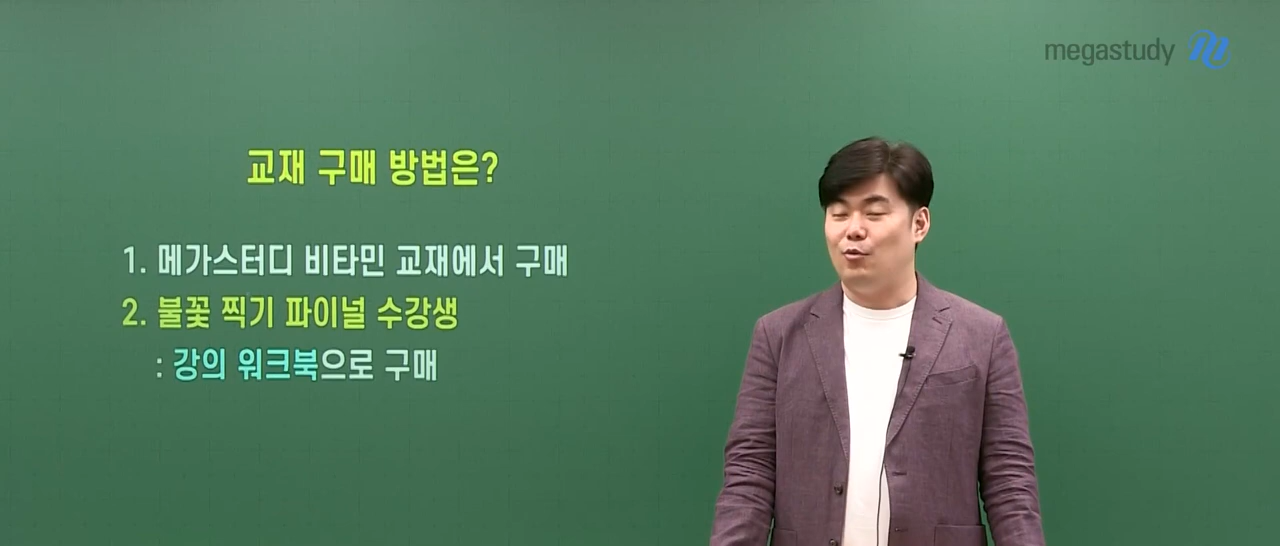 megastudy
교재 구매 방법은?
1. 메가스터디 비타민 교재에서 구매
2. 불꽃 찍기 파이널 수강생
: 강의 워크북으로 구매